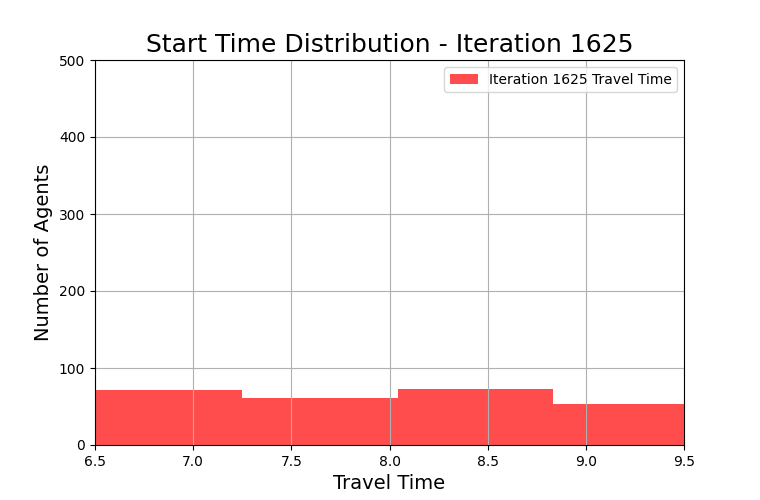 Start Time Distribution - Iteration 1625
Iteration 1625 Travel Time
Number of Agents
500
400
300
200
100
0
6.5 7.0 7.5 8.0 8.5 9.0 9.5
Travel Time